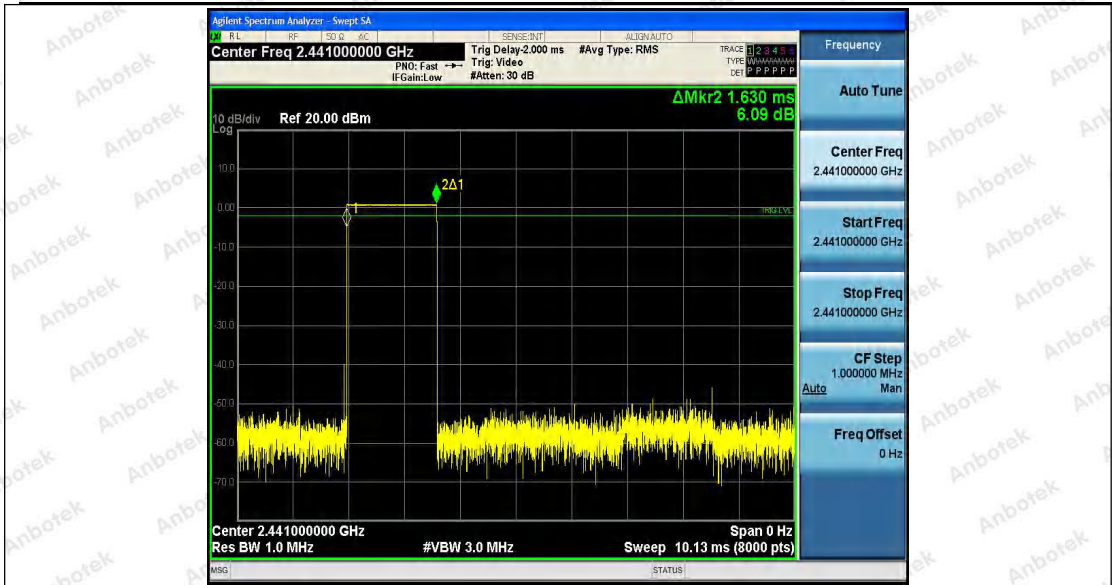 Agilent Spectrum Analyzer - Swept SA
RL RF 50 Ω AC SENSE:INT ALIGN AUTO
Center Freq 2.441000000 GHz
PNO: Fast
IFGain:Low
Trig Delay-2.000 ms
Trig: Video
#Atten: 30 dB
#Avg Type: RMS
TRACE 1 2 3 4 5 6
TYPE
DET P P P P P P
ΔMkr2 1.630 ms
6.09 dB
10 dB/div Ref 20.00 dBm
Log
10.0
0.00
-10.0
-20.0
-30.0
-40.0
-50.0
-60.0
-70.0
2Δ1
1
TRIG LVL
Center 2.441000000 GHz
Span 0 Hz
Res BW 1.0 MHz #VBW 3.0 MHz Sweep 10.13 ms (8000 pts)
MSG STATUS
Frequency
Auto Tune
Center Freq
2.441000000 GHz
Start Freq
2.441000000 GHz
Stop Freq
2.441000000 GHz
CF Step
1.000000 MHz
Auto Man
Freq Offset
0 Hz
Anbotek